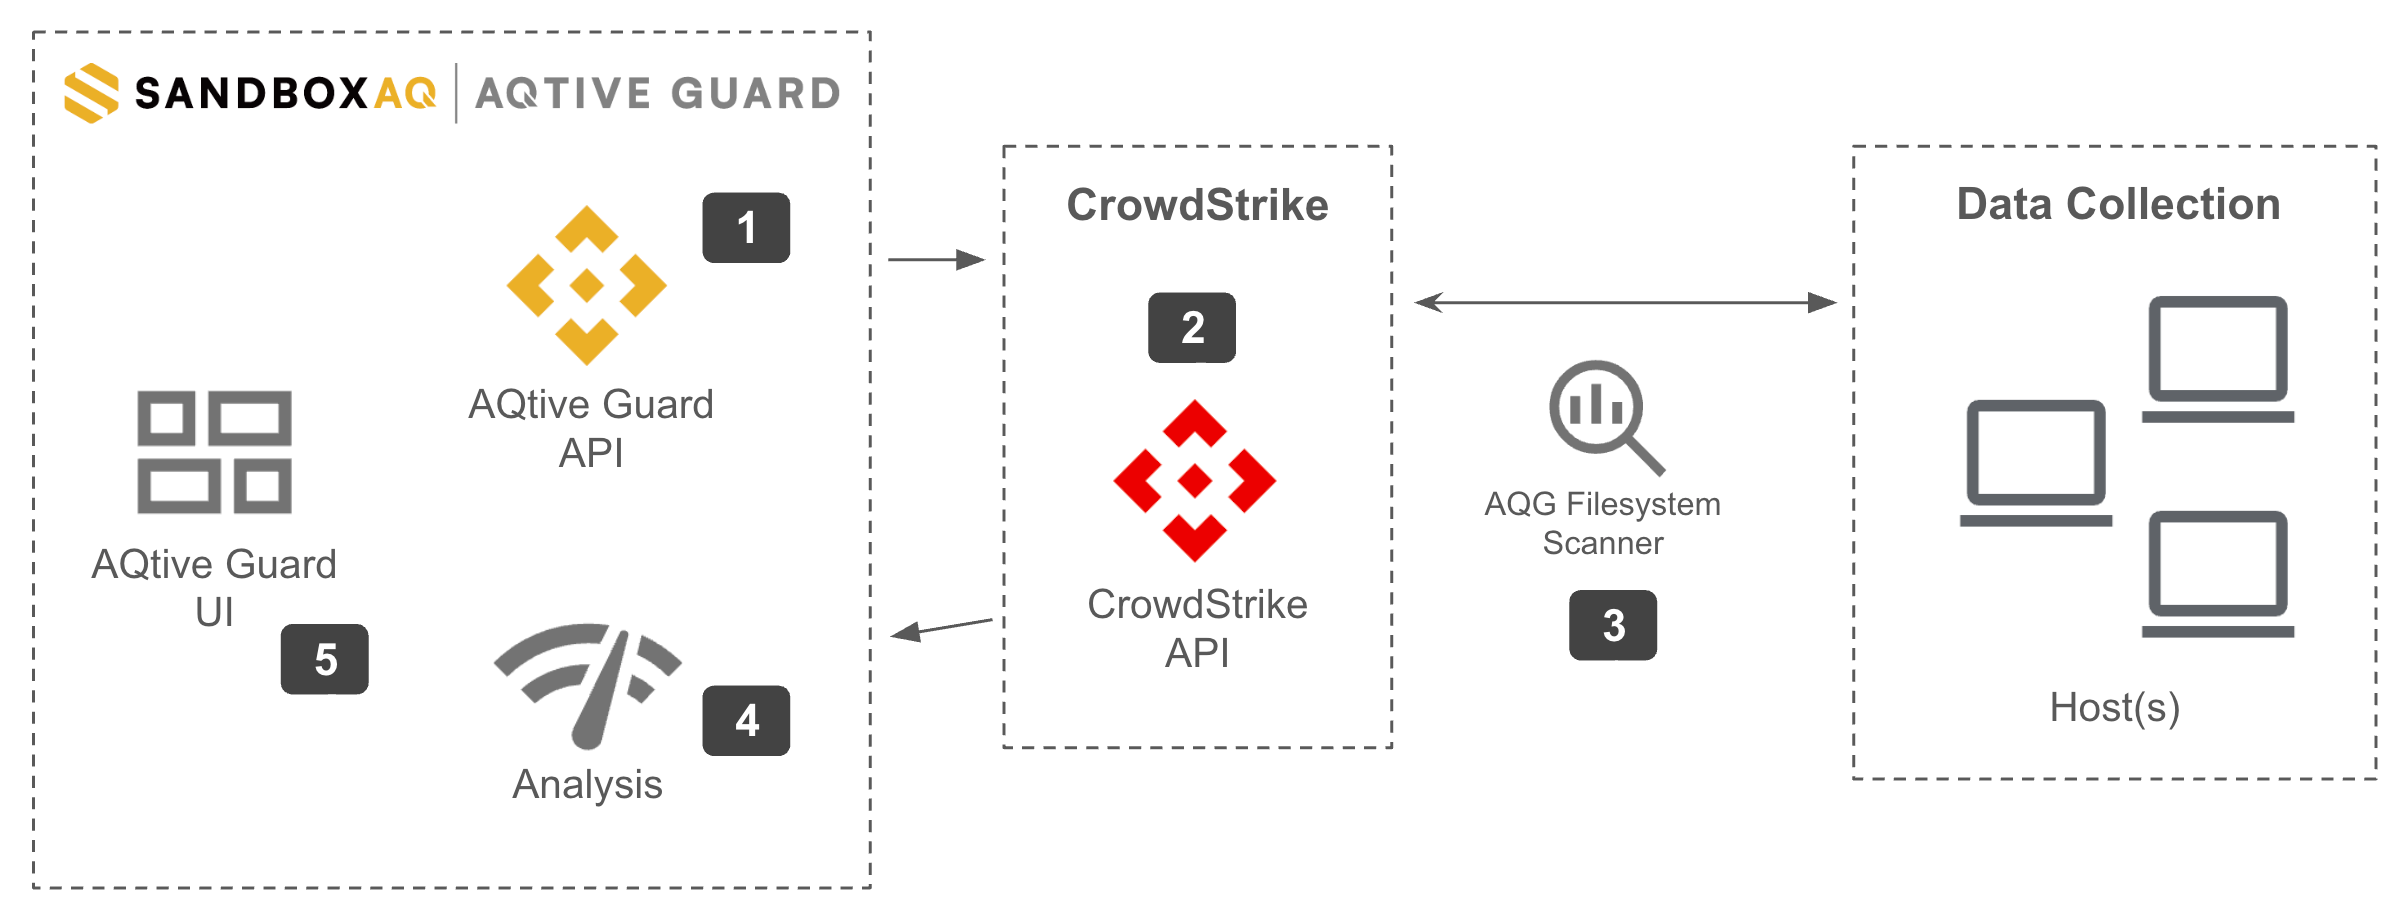 SANDBOXAQ | AQTIVE GUARD
1
AQtive Guard
API
AQtive Guard
UI
5
4
Analysis
CrowdStrike
2
CrowdStrike
API
AQG Filesystem
Scanner
3
Data Collection
Host(s)